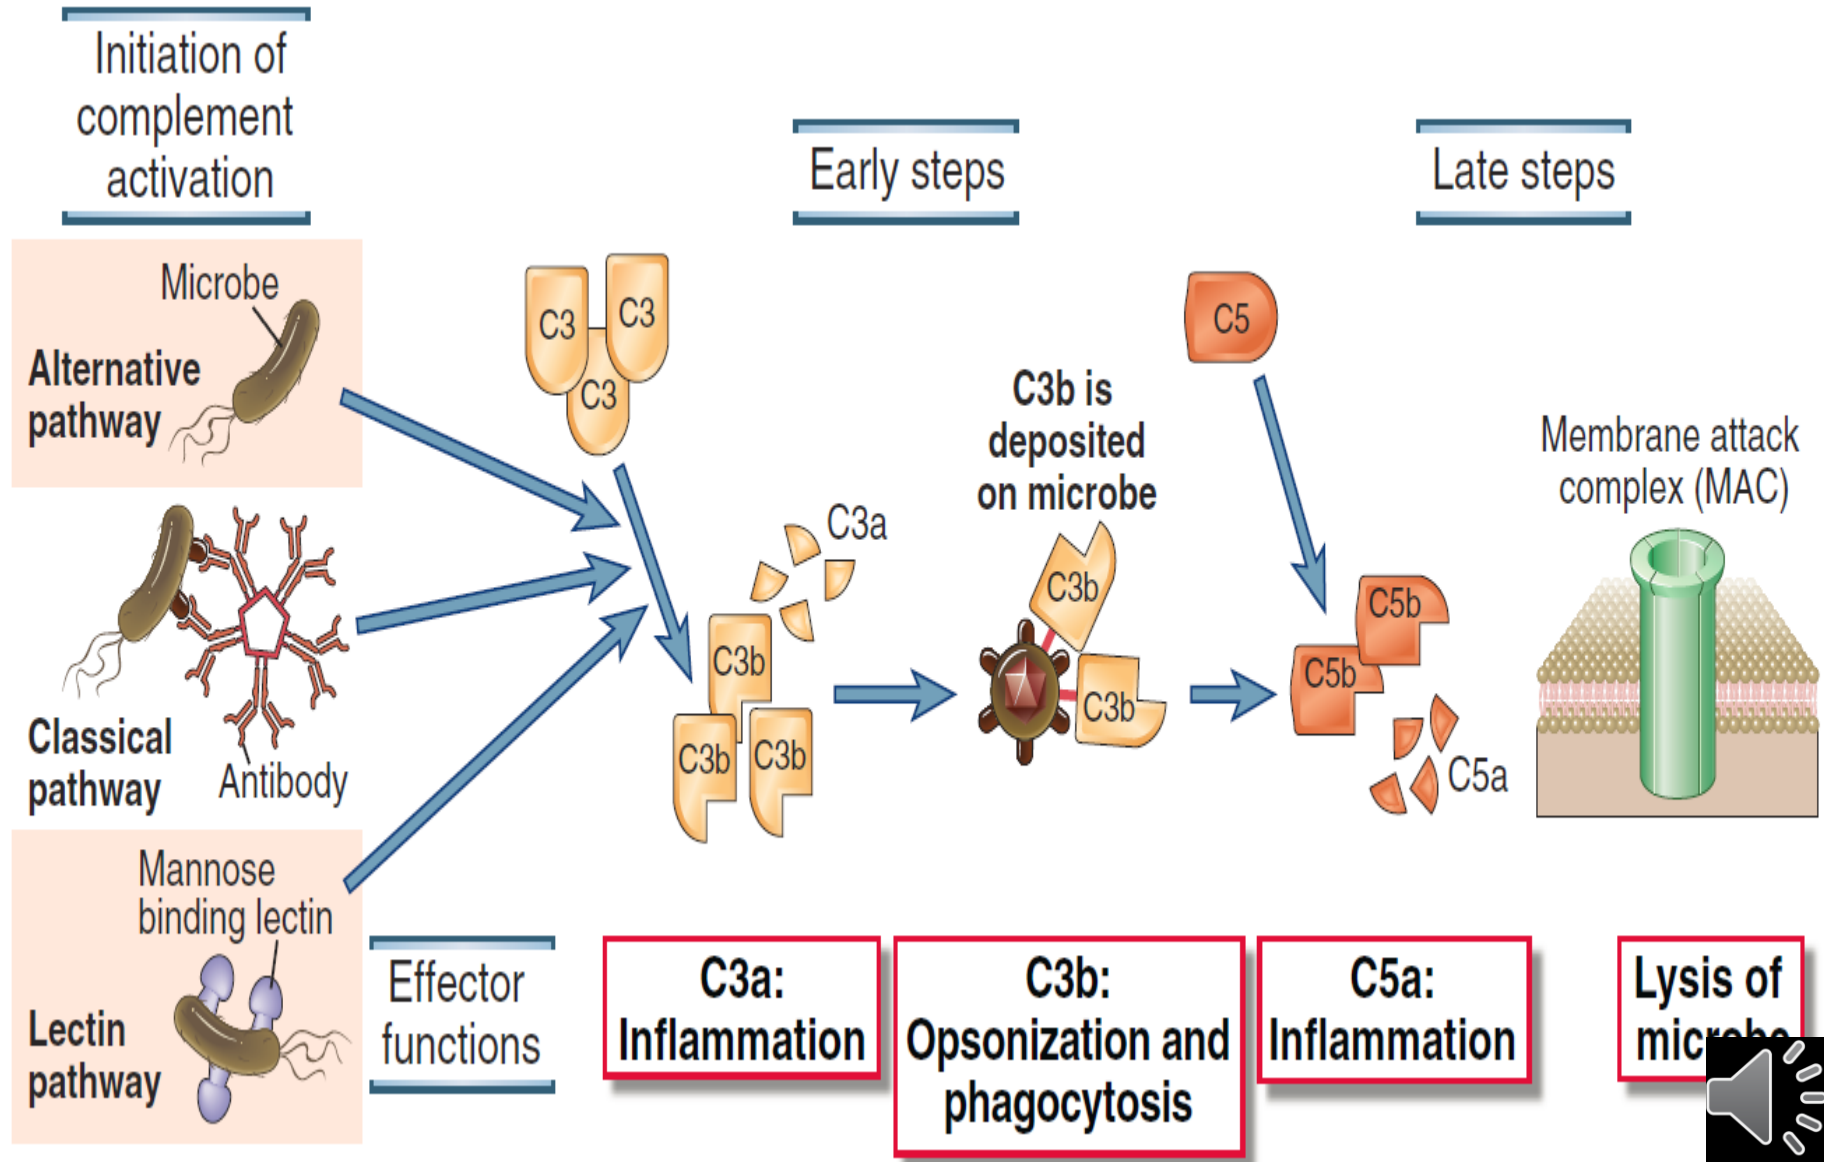 Initiation of
complement
activation
Early steps
Late steps
Microbe
Alternative
pathway
C3
C3
C3
C5
C3b is
deposited
on microbe
Membrane attack
complex (MAC)
C3a
C3b
C3b
C3b
C3b
C3b
C5b
C5b
C5a
Classical
pathway
Antibody
Mannose
binding lectin
Lectin
pathway
Effector
functions
C3a:
Inflammation
C3b:
Opsonization and
phagocytosis
C5a:
Inflammation
Lysis of
microbe